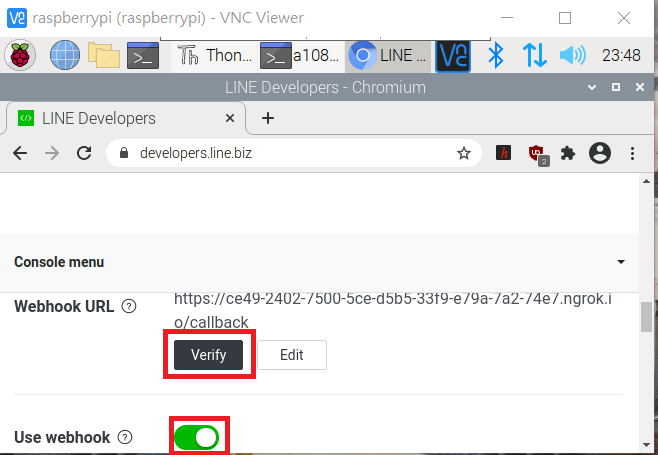 raspberrypi (raspberrypi) - VNC Viewer
Thon... a108... LINE ... 23:48
LINE Developers - Chromium
LINE Developers
developers.line.biz
2
Console menu
Webhook URL
https://ce49-2402-7500-5ce-d5b5-33f9-e79a-7a2-74e7.ngrok.i
o/callback
Verify Edit
Use webhook